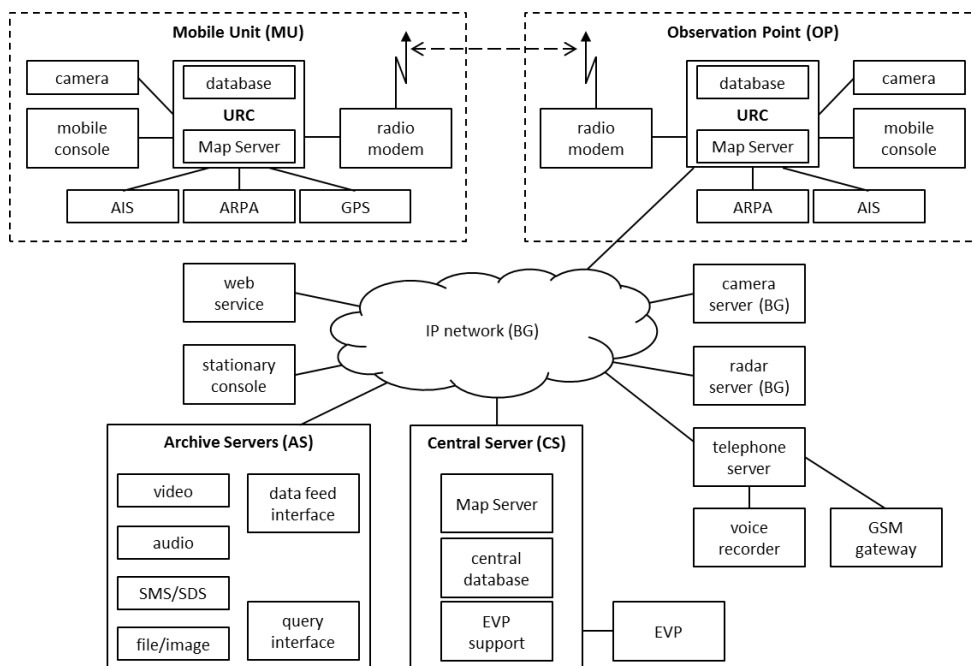 Mobile Unit (MU)
camera
database
URC
Map Server
mobile
console
radio
modem
AIS
ARPA
GPS
Observation Point (OP)
radio
modem
database
URC
Map Server
camera
mobile
console
ARPA
AIS
web
service
IP network (BG)
camera
server (BG)
stationary
console
radar
server (BG)
Archive Servers (AS)
video
audio
SMS/SDS
file/image
data feed
interface
query
interface
Central Server (CS)
Map Server
central
database
EVP
support
EVP
telephone
server
voice
recorder
GSM
gateway